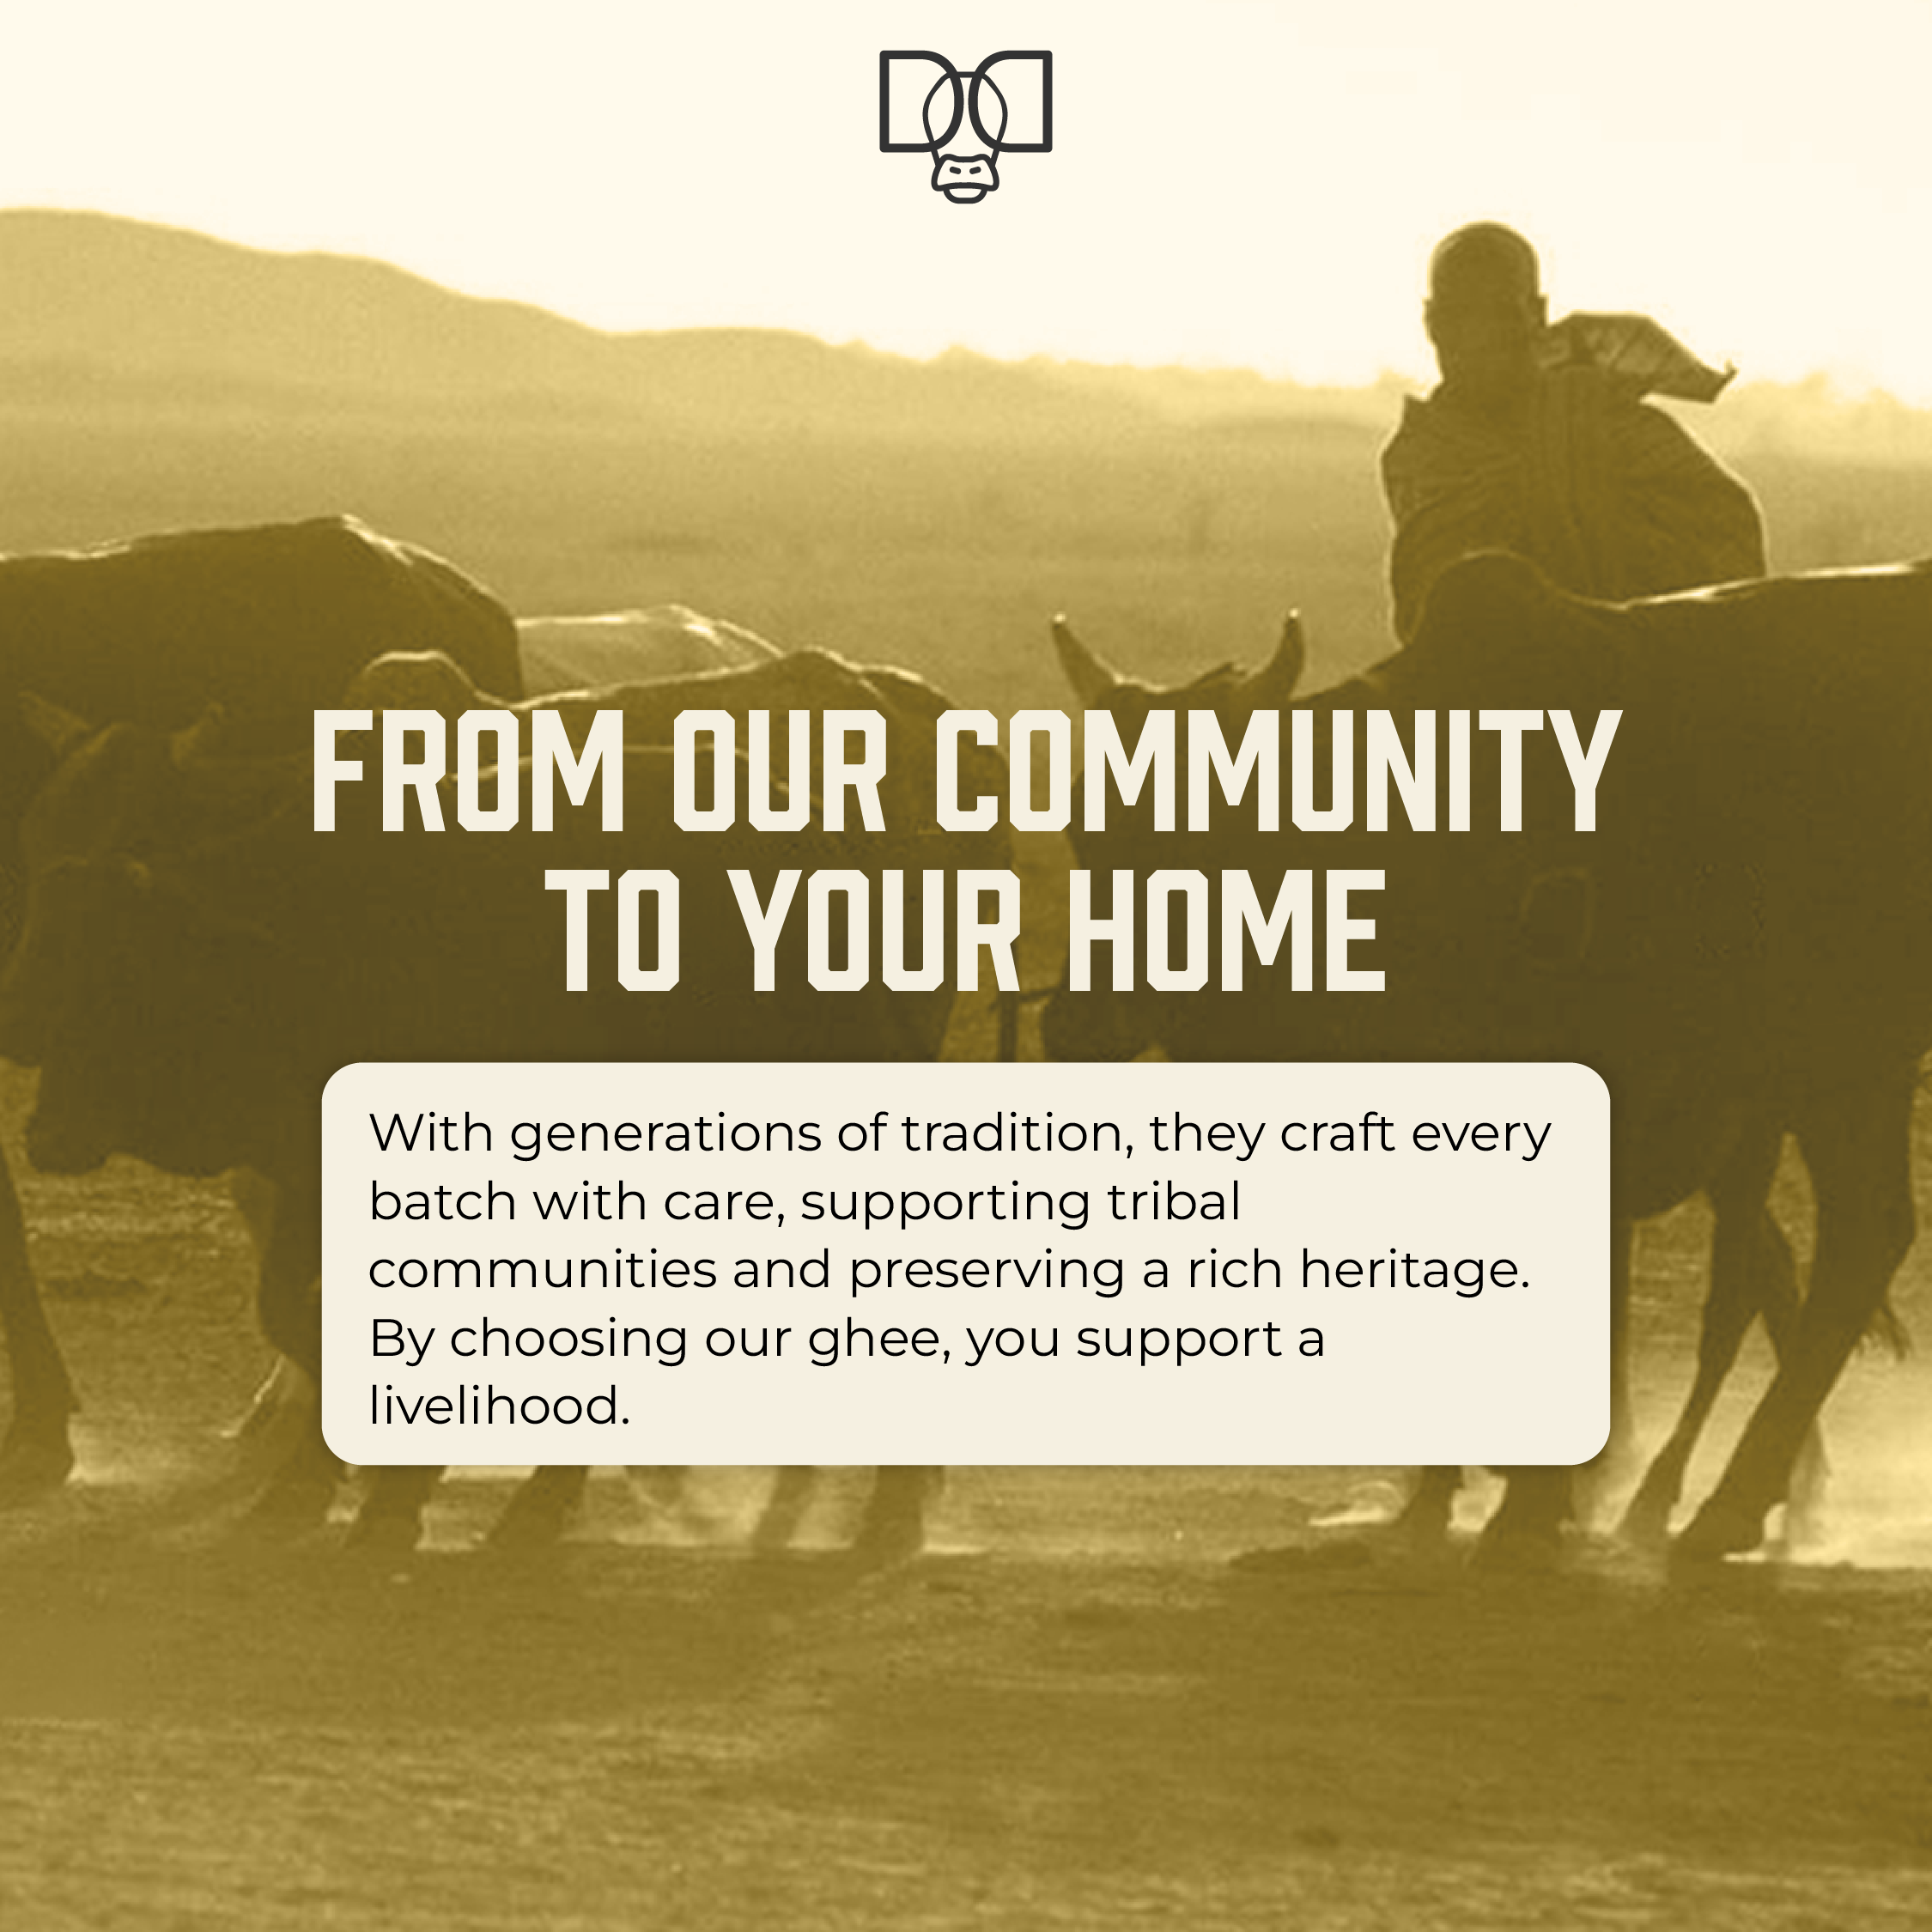 FROM OUR COMMUNITY
TO YOUR HOME
With generations of tradition, they craft every
batch with care, supporting tribal
communities and preserving a rich heritage.
By choosing our ghee, you support a
livelihood.